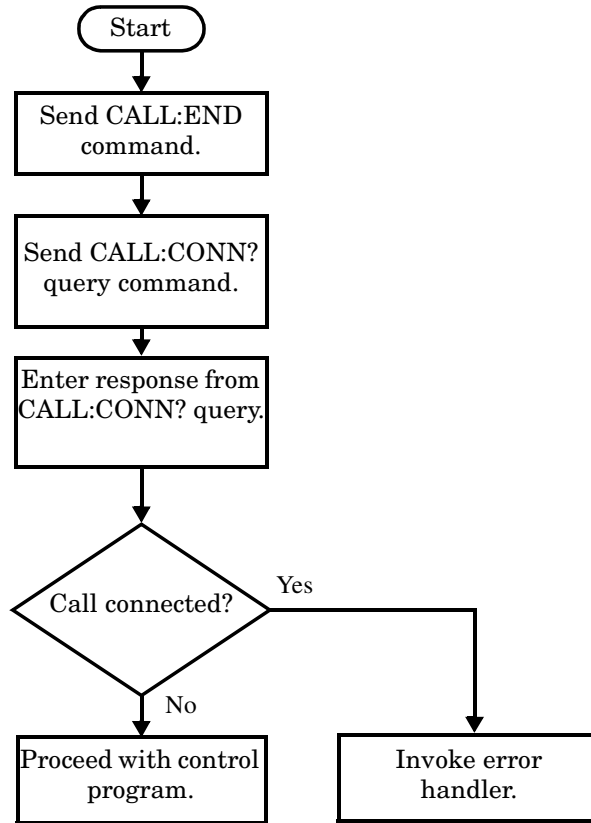 Start
Send CALL:END
command.
Send CALL:CONN?
query command.
Enter response from
CALL:CONN? query.
Call connected?
Yes
No
Proceed with control
program.
Invoke error
handler.